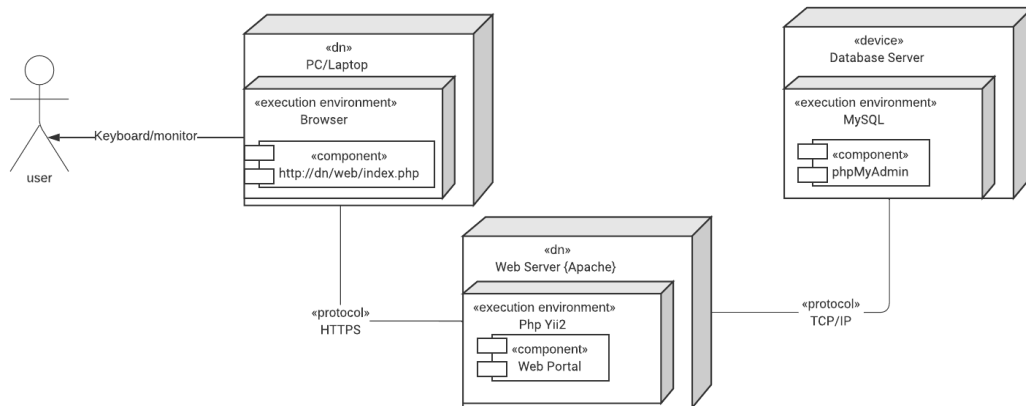 «dn»
PC/Laptop
«execution environment»
Browser
«component»
http://dn/web/index.php
Keyboard/monitor
user
«device»
Database Server
«execution environment»
MySQL
«component»
phpMyAdmin
«dn»
Web Server {Apache}
«execution environment»
Php Yii2
«component»
Web Portal
«protocol»
HTTPS
«protocol»
TCP/IP